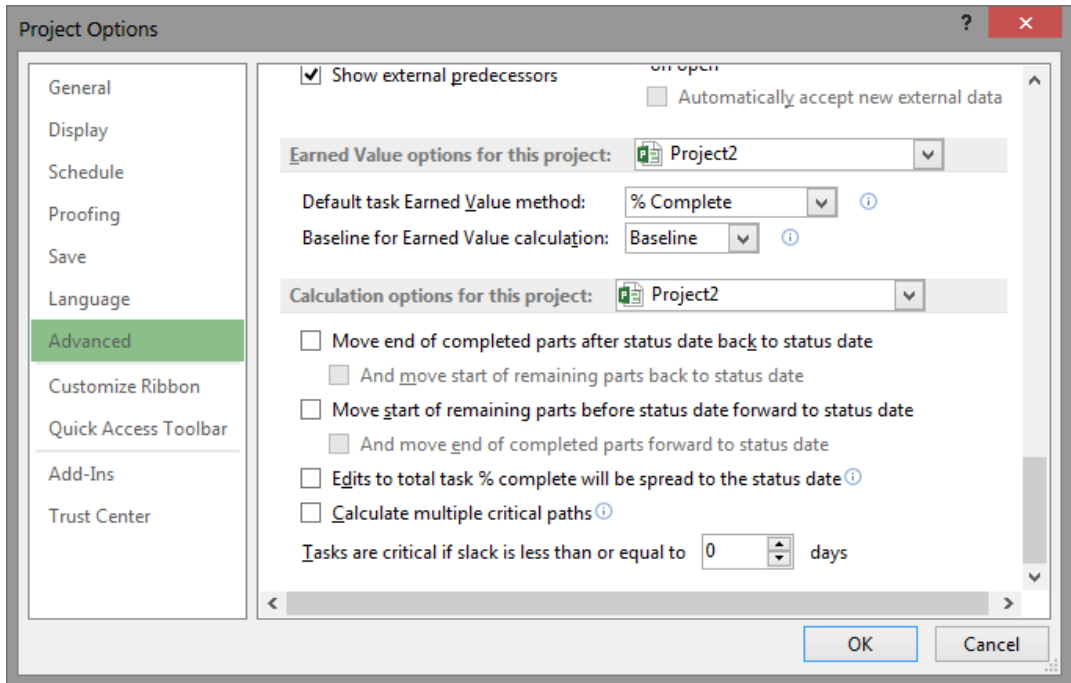 Project Options
General
Display
Schedule
Proofing
Save
Language
Advanced
Customize Ribbon
Quick Access Toolbar
Add-Ins
Trust Center
Show external predecessors
on open
Automatically accept new external data
Earned Value options for this project: Project2
Default task Earned Value method: % Complete
Baseline for Earned Value calculation: Baseline
Calculation options for this project: Project2
Move end of completed parts after status date back to status date
And move start of remaining parts back to status date
Move start of remaining parts before status date forward to status date
And move end of completed parts forward to status date
Edits to total task % complete will be spread to the status date
Calculate multiple critical paths
Tasks are critical if slack is less than or equal to 0 days
OK Cancel